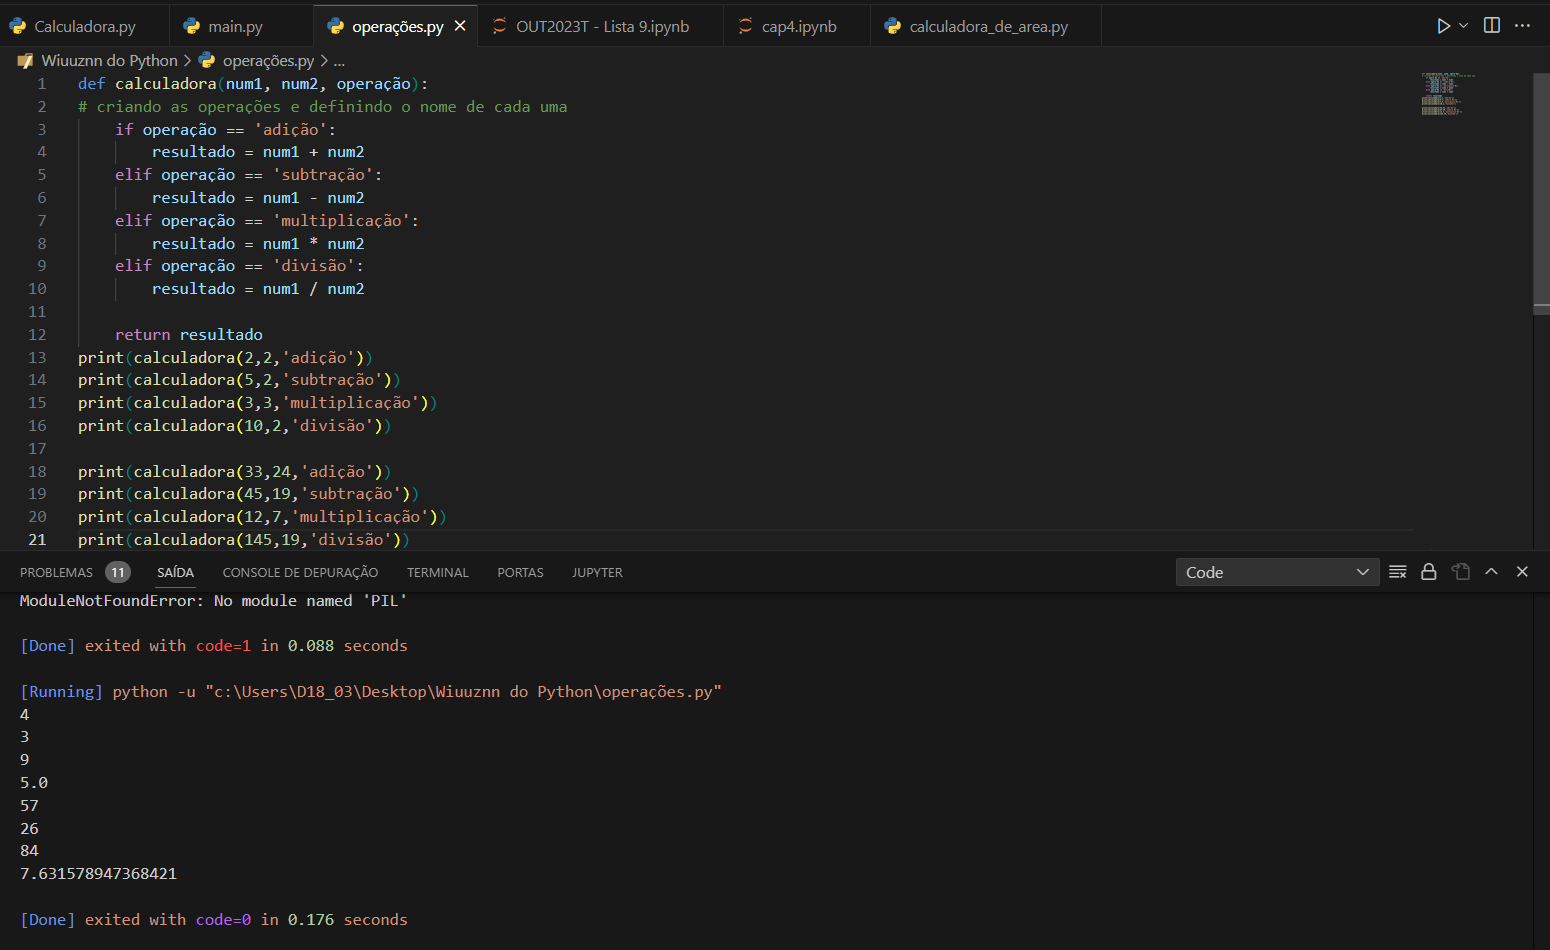 Calculadora.py main.py operações.py OUT2023T - Lista 9.ipynb cap4.ipynb calculadora_de_area.py
Wiuuznn do Python > operações.py > ...
1 def calculadora(num1, num2, operação):
2 # criando as operações e definindo o nome de cada uma
3 if operação == 'adição':
4 resultado = num1 + num2
5 elif operação == 'subtração':
6 resultado = num1 - num2
7 elif operação == 'multiplicação':
8 resultado = num1 * num2
9 elif operação == 'divisão':
10 resultado = num1 / num2
11
12 return resultado
13 print(calculadora(2,2,'adição'))
14 print(calculadora(5,2,'subtração'))
15 print(calculadora(3,3,'multiplicação'))
16 print(calculadora(10,2,'divisão'))
17
18 print(calculadora(33,24,'adição'))
19 print(calculadora(45,19,'subtração'))
20 print(calculadora(12,7,'multiplicação'))
21 print(calculadora(145,19,'divisão'))
PROBLEMAS 11 SAÍDA CONSOLE DE DEPURAÇÃO TERMINAL PORTAS JUPYTER Code
ModuleNotFoundError: No module named 'PIL'
[Done] exited with code=1 in 0.088 seconds
[Running] python -u "c:\Users\D18_03\Desktop\Wiuuznn do Python\operações.py"
4
3
9
5.0
57
26
84
7.631578947368421
[Done] exited with code=0 in 0.176 seconds